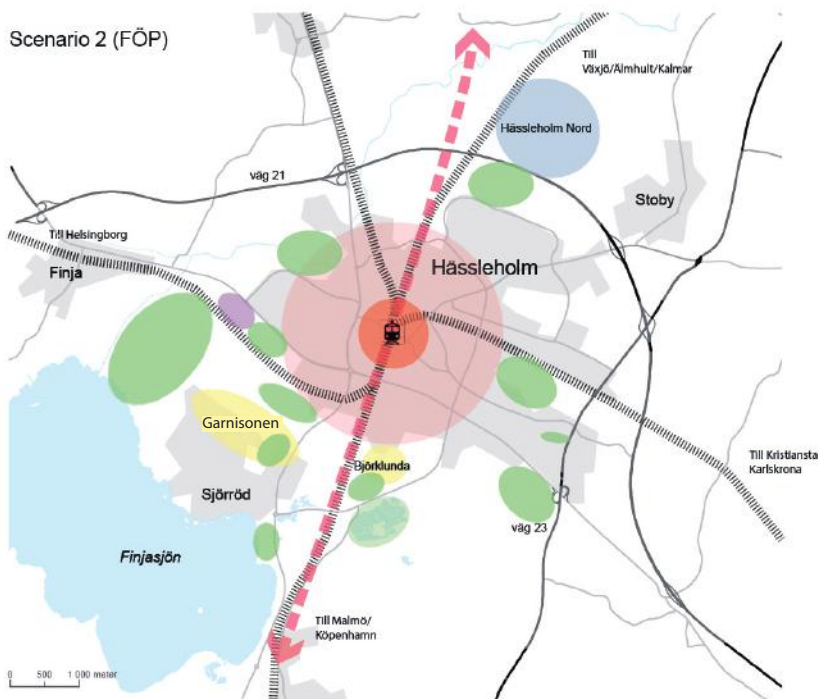 Scenario 2 (FÖP)
Till
Växjö/Älmhult/Kalmar
Hässleholm Nord
väg 21
Stoby
Till Helsingborg
Finja
Hässleholm
Garnisonen
Björklunda
Till Kristiansta
Karlskrona
Sjörröd
väg 23
Finjasjön
Till Malmö/
Köpenhamn
0 500 1 000 meter